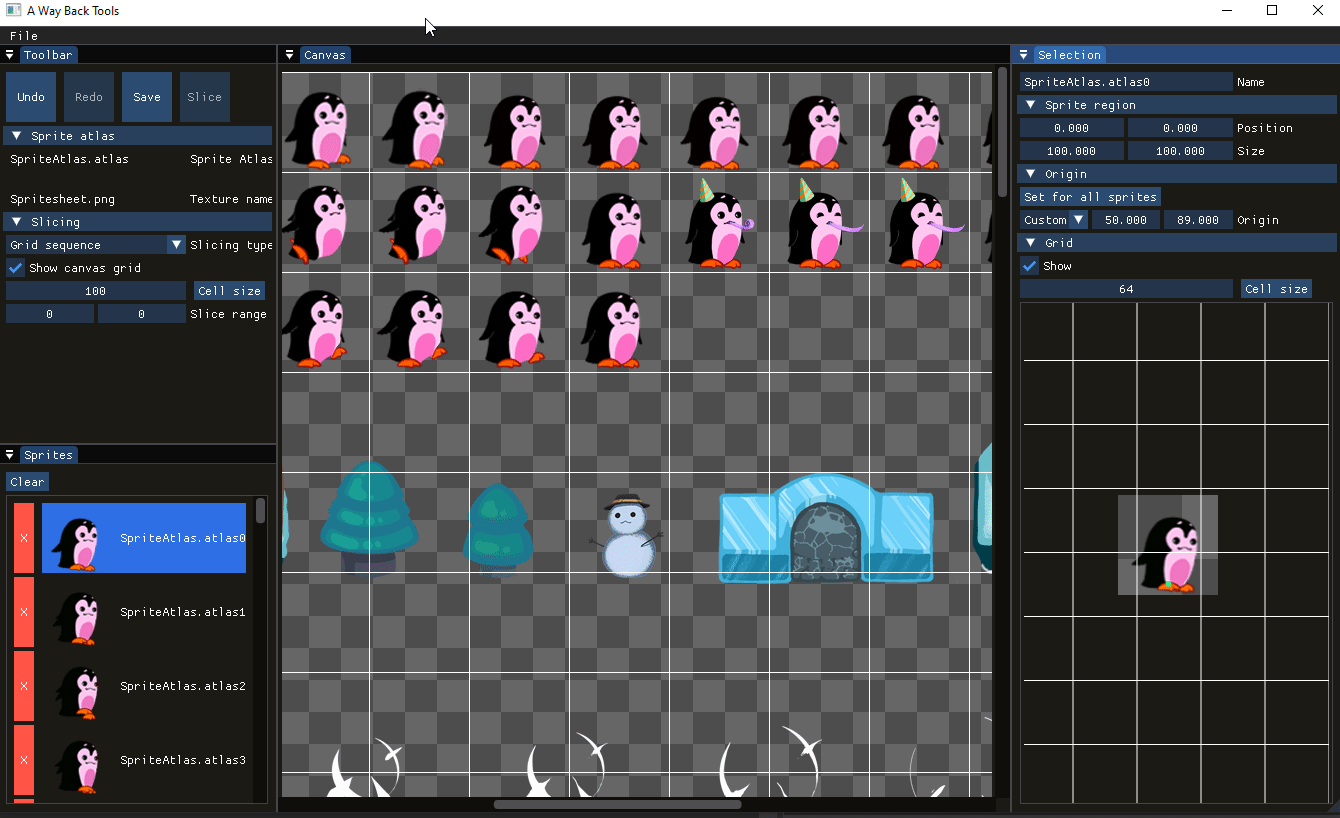 A Way Back Tools
File
Toolbar
Undo Redo Save Slice
Sprite atlas
SpriteAtlas.atlas Sprite Atlas
Spritesheet.png Texture name
Slicing
Grid sequence Slicing type
Show canvas grid
100 Cell size
0 0 Slice range
Sprites
Clear
X SpriteAtlas.atlas0
X SpriteAtlas.atlas1
X SpriteAtlas.atlas2
X SpriteAtlas.atlas3
Canvas
Selection
SpriteAtlas.atlas0 Name
Sprite region
0.000 0.000 Position
100.000 100.000 Size
Origin
Set for all sprites
Custom 50.000 89.000 Origin
Grid
Show
64 Cell size